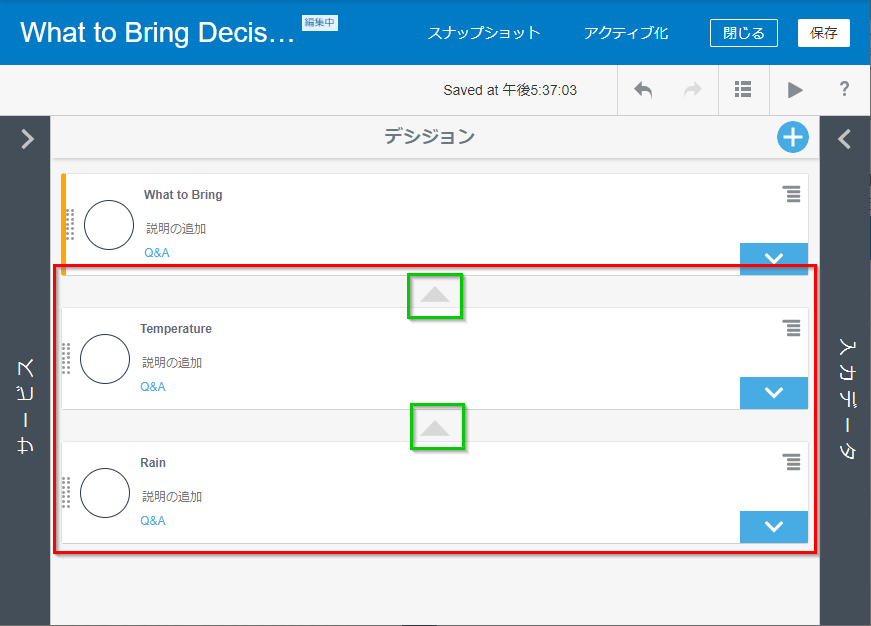 What to Bring Decis... 編集中 スナップショット アクティブ化 閉じる 保存
Saved at 午後5:37:03 ?
デシジョン
サービス
What to Bring
説明の追加
Q&A
Temperature
説明の追加
Q&A
Rain
説明の追加
Q&A
入力データ